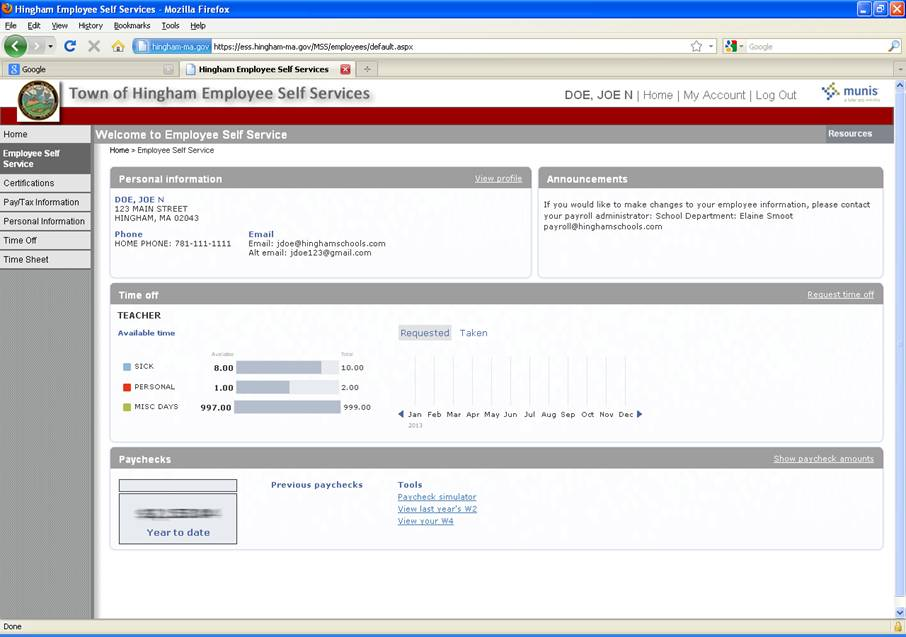 Hingham Employee Self Services - Mozilla Firefox
File Edit View History Bookmarks Tools Help
hingham-ma.gov https://ess.hingham-ma.gov/MSS/employees/default.aspx
Google
Google
Hingham Employee Self Services
Town of Hingham Employee Self Services
DOE, JOE N | Home | My Account | Log Out
munis
Home
Welcome to Employee Self Service
Resources
Employee Self Service
Home > Employee Self Service
Certifications
Pay/Tax Information
Personal Information
Time Off
Time Sheet
Personal information
View profile
DOE, JOE N
123 MAIN STREET
HINGHAM, MA 02043
Phone
HOME PHONE: 781-111-1111
Email
Email: jdoe@hinghamschools.com
Alt email: jdoe123@gmail.com
Announcements
If you would like to make changes to your employee information, please contact
your payroll administrator: School Department: Elaine Smoot
payroll@hinghamschools.com
Time off
Request time off
TEACHER
Available time
Available Total
SICK 8.00 10.00
PERSONAL 1.00 2.00
MISC DAYS 997.00 999.00
Requested Taken
Jan Feb Mar Apr May Jun Jul Aug Sep Oct Nov Dec
2013
Paychecks
Show paycheck amounts
Year to date
Previous paychecks
Tools
Paycheck simulator
View last year's W2
View your W4
Done